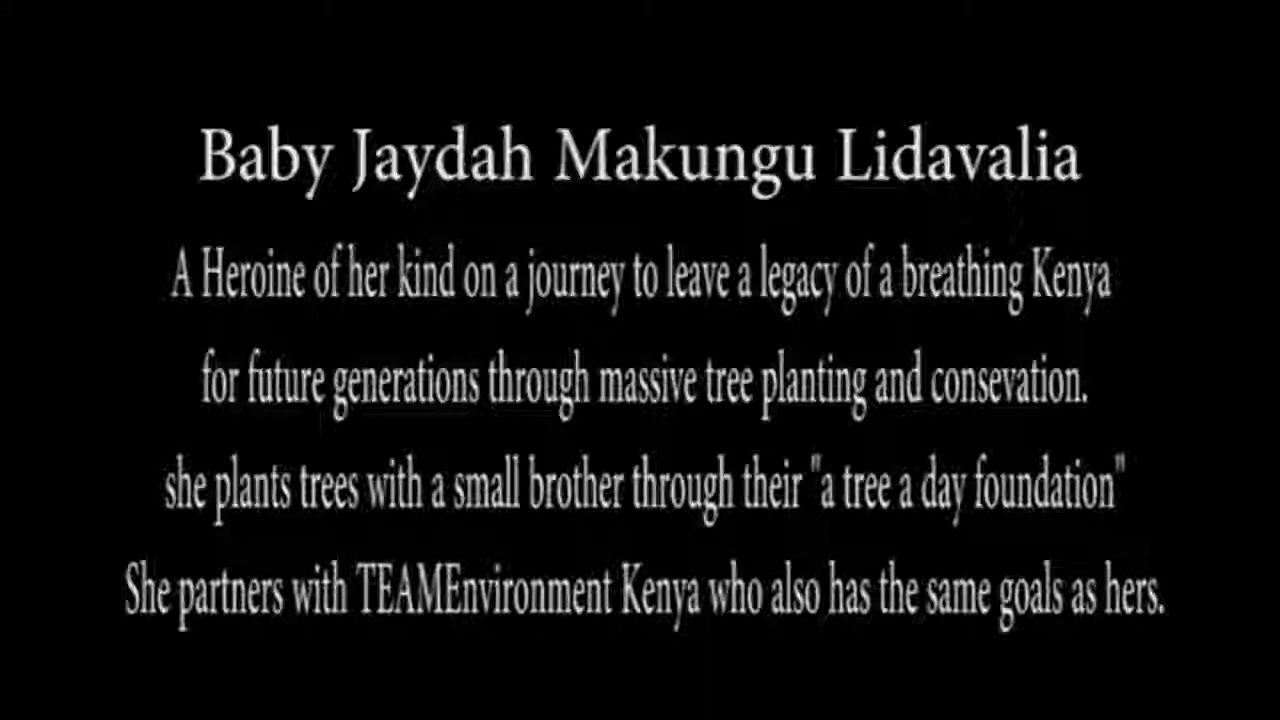 Baby Jaydah Makungu Lidavalia
A Heroine of her kind on a journey to leave a legacy of a breathing Kenya
for future generations through massive tree planting and consevation.
she plants trees with a small brother through their "a tree a day foundation"
She partners with TEAMEnvironment Kenya who also has the same goals as hers.